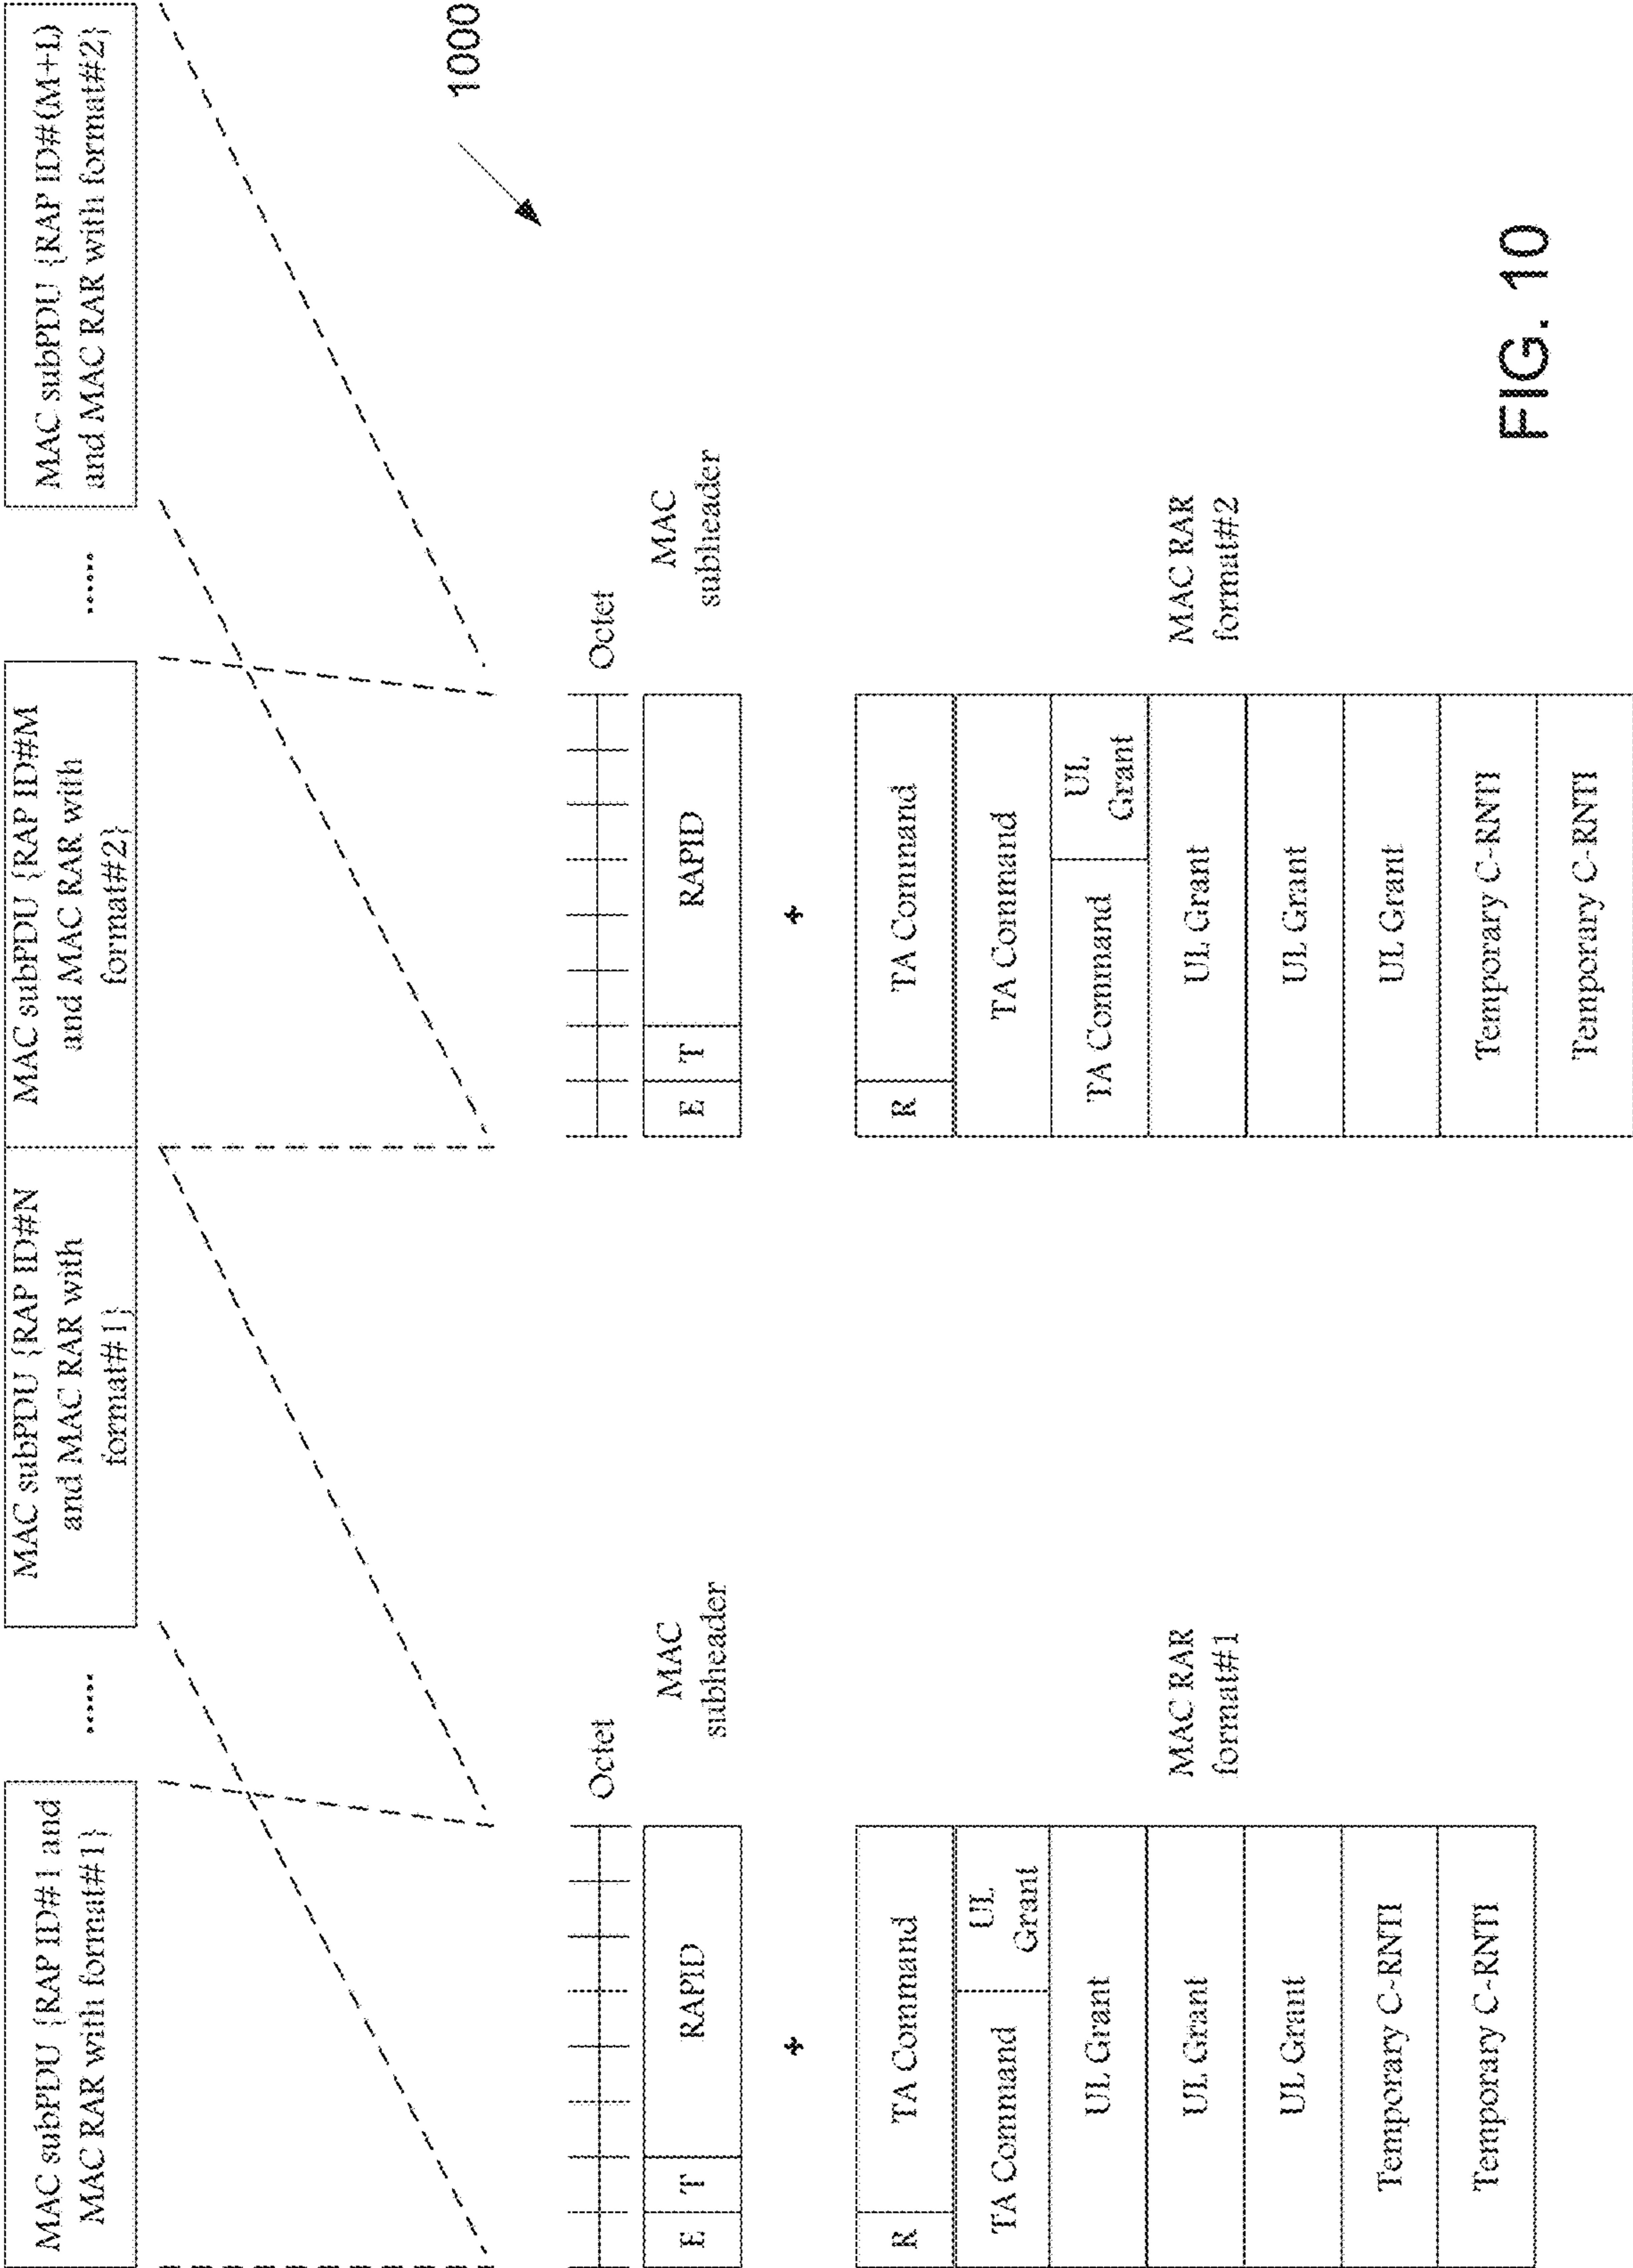 MAC subPDU {RAP ID#1 and
MAC RAR with format#1}
......
MAC subPDU {RAP ID#N
and MAC RAR with
format#1}
MAC subPDU {RAP ID#M
and MAC RAR with
format#2}
......
MAC subPDU {RAP ID#(M+L)
and MAC RAR with format#2}
1000
Octet
E T RAPID
MAC
subheader
+
R TA Command
TA Command UL
Grant
UL Grant
UL Grant
UL Grant
Temporary C-RNTI
Temporary C-RNTI
MAC RAR
format#1
Octet
E T RAPID
MAC
subheader
+
R TA Command
TA Command
TA Command UL
Grant
UL Grant
UL Grant
UL Grant
Temporary C-RNTI
Temporary C-RNTI
MAC RAR
format#2
FIG. 10